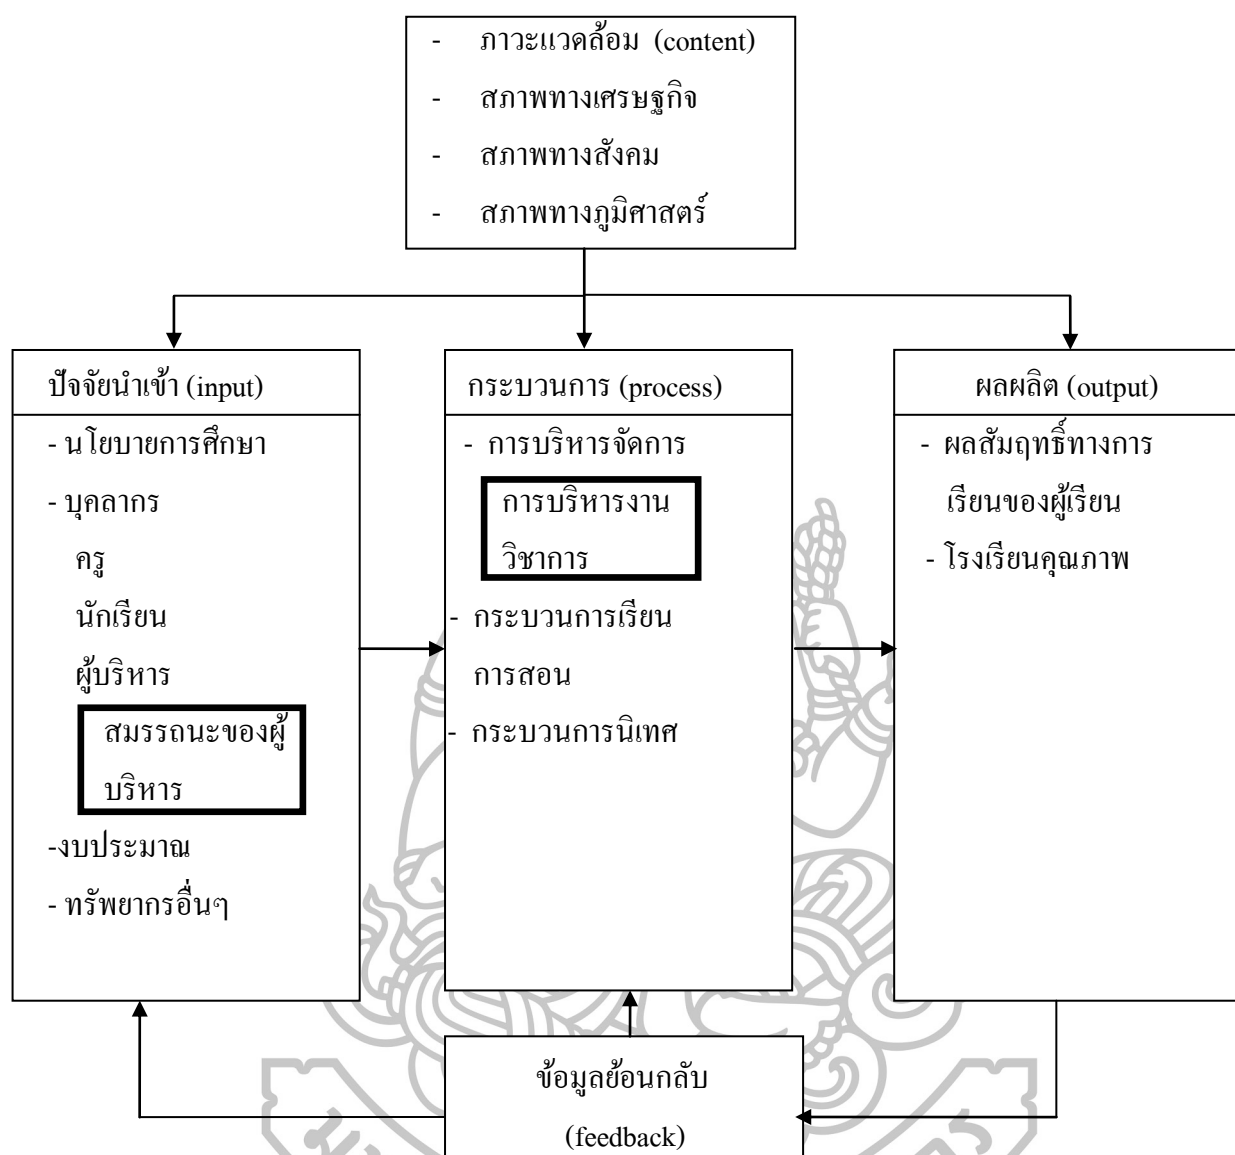 - ภาวะแวดล้อม (content)
- สภาพทางเศรษฐกิจ
- สภาพทางสังคม
- สภาพทางภูมิศาสตร์
ปัจจัยนำเข้า (input)
- นโยบายการศึกษา
- บุคลากร
ครู
นักเรียน
ผู้บริหาร
สมรรถนะของผู้
บริหาร
-งบประมาณ
- ทรัพยากรอื่นๆ
กระบวนการ (process)
- การบริหารจัดการ
การบริหารงาน
วิชาการ
- กระบวนการเรียน
การสอน
- กระบวนการนิเทศ
ผลผลิต (output)
- ผลสัมฤทธิ์ทางการ
เรียนของผู้เรียน
- โรงเรียนคุณภาพ
ข้อมูลย้อนกลับ
(feedback)